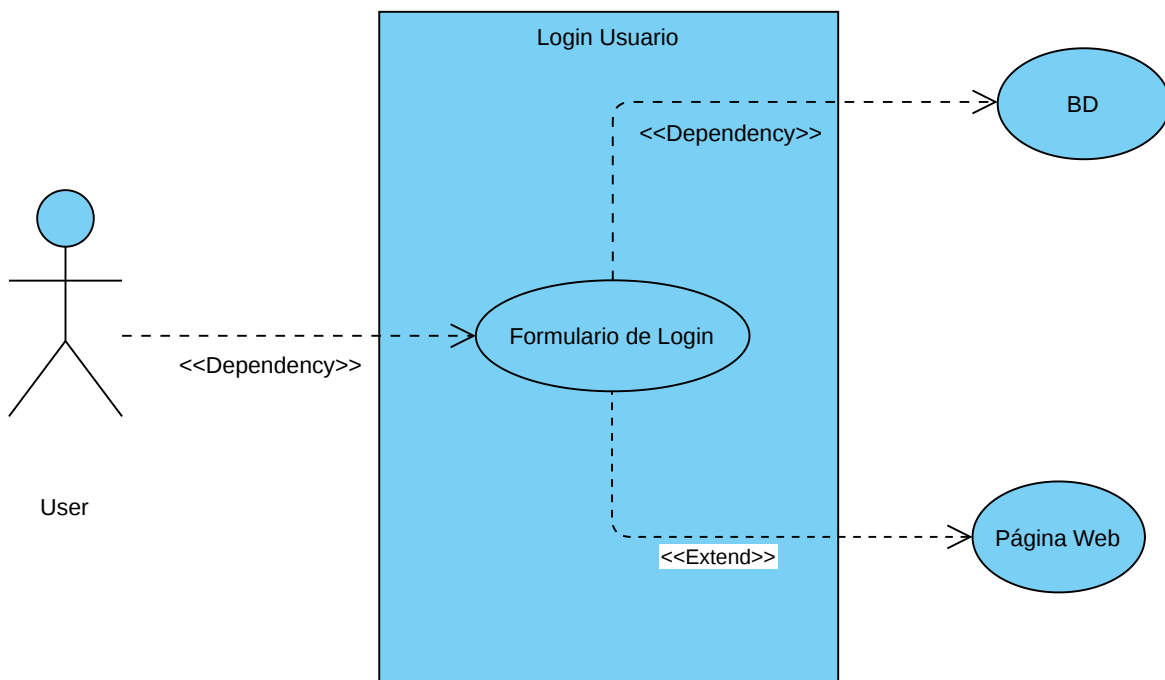 Login Usuario
BD
<<Dependency>>
Formulario de Login
<<Dependency>>
User
Página Web
<<Extend>>